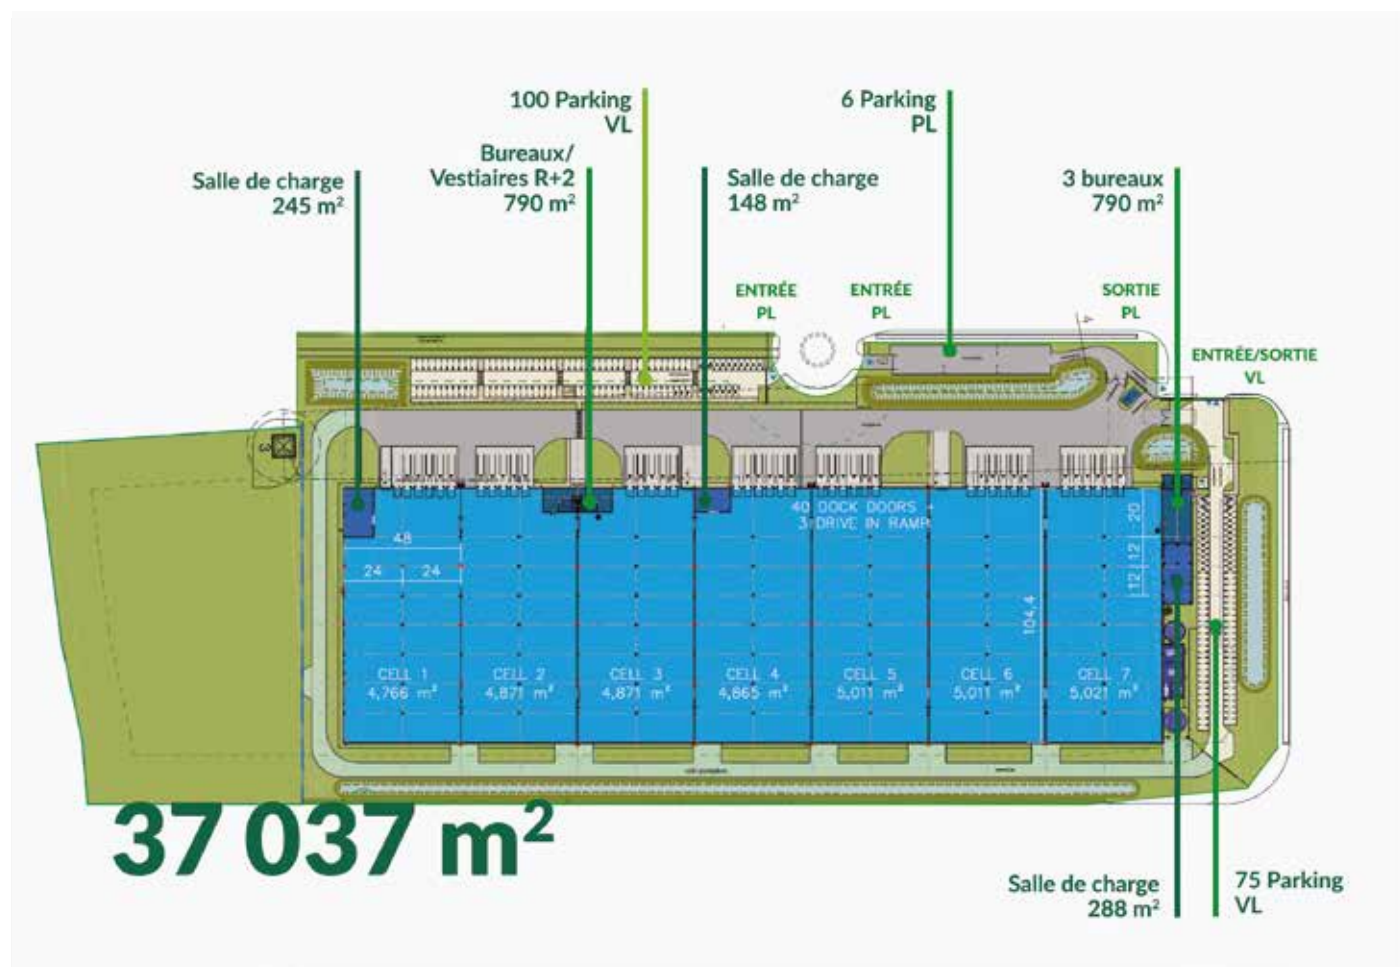 100 Parking
VL
6 Parking
PL
Bureaux/
Vestiaires R+2
790 m²
Salle de charge
245 m²
Salle de charge
148 m²
3 bureaux
790 m²
ENTRÉE
PL
ENTRÉE
PL
SORTIE
PL
ENTRÉE/SORTIE
VL
40 DOCK DOORS +
3 DRIVE IN RAMP
48
24
24
20
12
12
104,4
CELL 1
4,766 m²
CELL 2
4,871 m²
CELL 3
4,871 m²
CELL 4
4,865 m²
CELL 5
5,011 m²
CELL 6
5,011 m²
CELL 7
5,021 m²
37 037 m²
Salle de charge
288 m²
75 Parking
VL